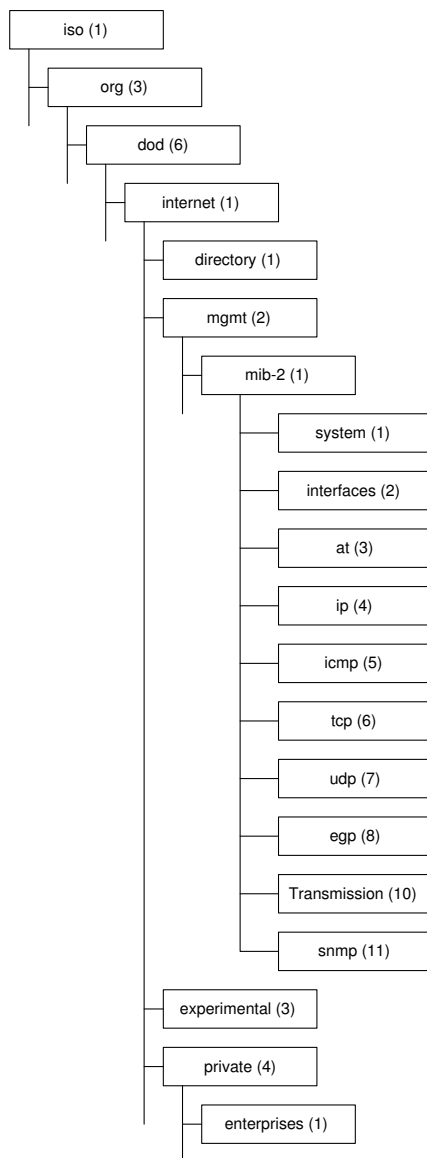 iso (1)
org (3)
dod (6)
internet (1)
directory (1)
mgmt (2)
mib-2 (1)
system (1)
interfaces (2)
at (3)
ip (4)
icmp (5)
tcp (6)
udp (7)
egp (8)
Transmission (10)
snmp (11)
experimental (3)
private (4)
enterprises (1)